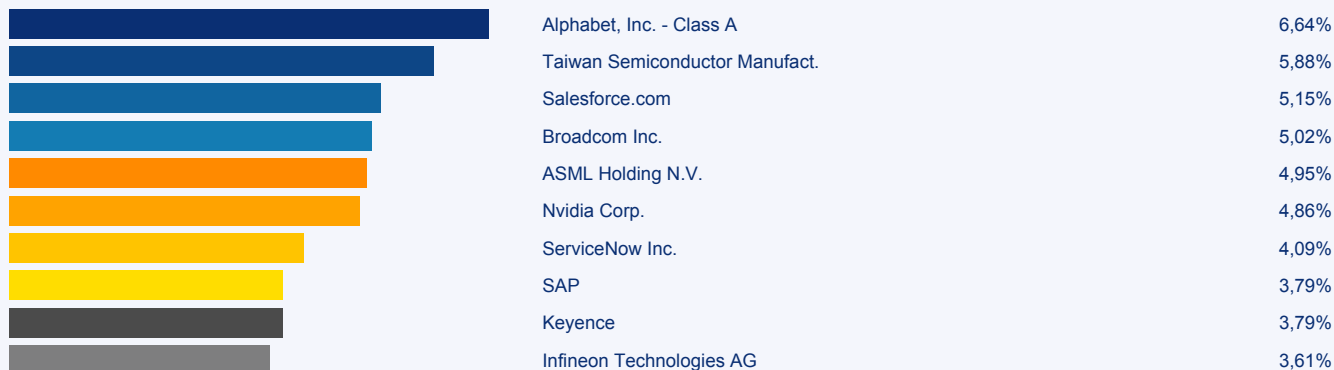 Alphabet, Inc. - Class A 6,64%
Taiwan Semiconductor Manufact. 5,88%
Salesforce.com 5,15%
Broadcom Inc. 5,02%
ASML Holding N.V. 4,95%
Nvidia Corp. 4,86%
ServiceNow Inc. 4,09%
SAP 3,79%
Keyence 3,79%
Infineon Technologies AG 3,61%